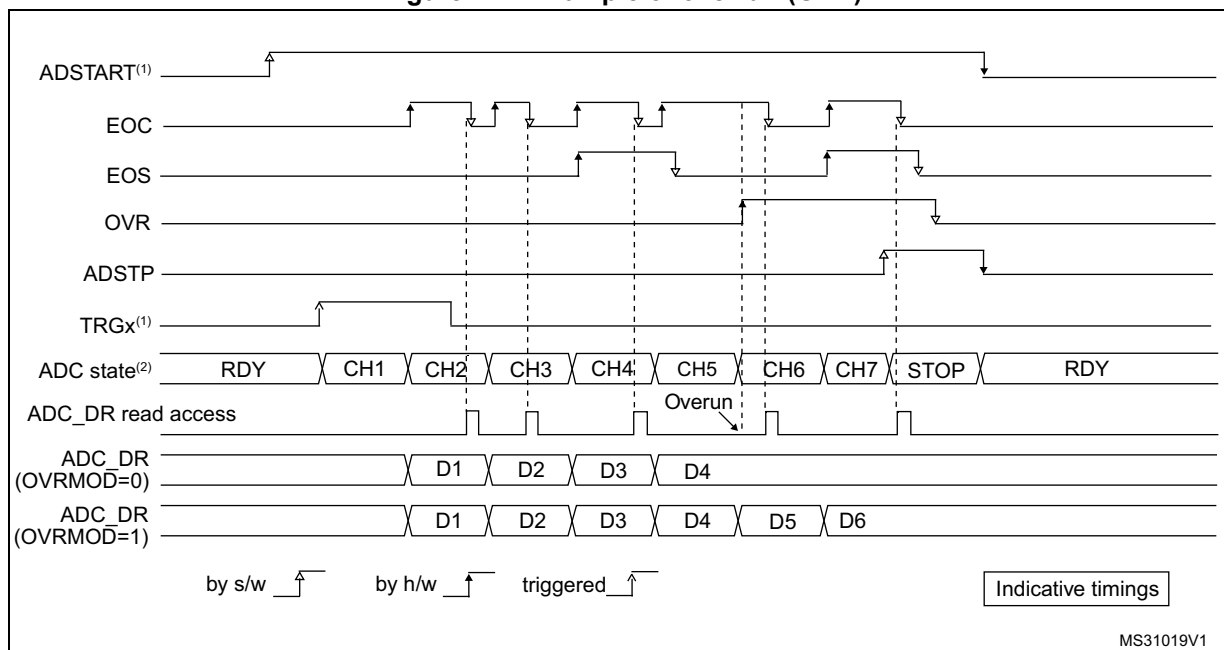 ADSTART(1)
EOC
EOS
OVR
ADSTP
TRGx(1)
ADC state(2) RDY CH1 CH2 CH3 CH4 CH5 CH6 CH7 STOP RDY
ADC_DR read access Overun
ADC_DR
(OVRMOD=0) D1 D2 D3 D4
ADC_DR
(OVRMOD=1) D1 D2 D3 D4 D5 D6
by s/w by h/w triggered Indicative timings
MS31019V1